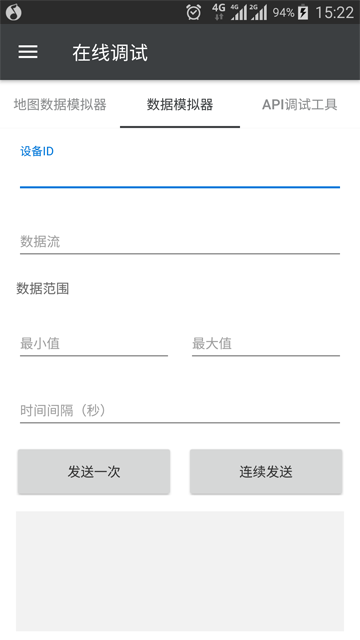 4G 4G 2G 94% 15:22
在线调试
地图数据模拟器 数据模拟器 API调试工具
设备ID
数据流
数据范围
最小值 最大值
时间间隔（秒）
发送一次 连续发送